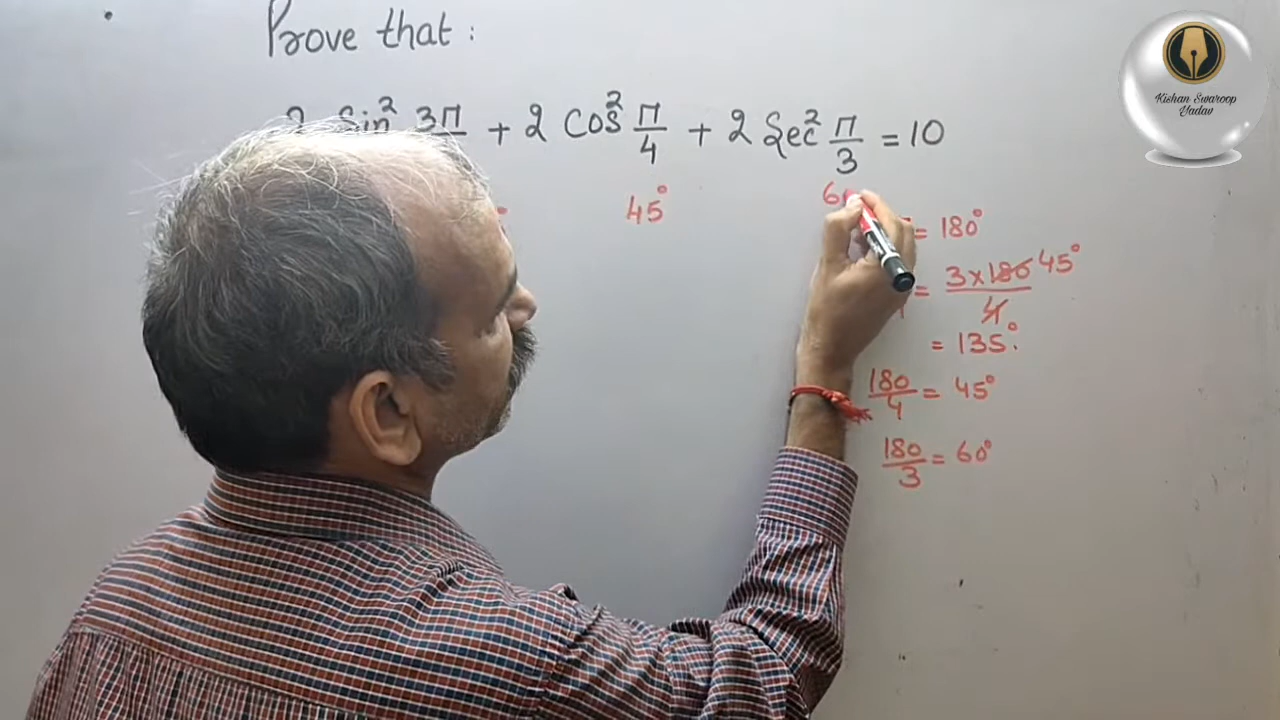 Prove that :
2 Sin² 3π + 2 Cos² π/4 + 2 Sec² π/3 = 10
45°
6
= 180°
= 3×180/4 45°
= 135°.
180/4 = 45°
180/3 = 60°
Kishan Swaroop
Yadav